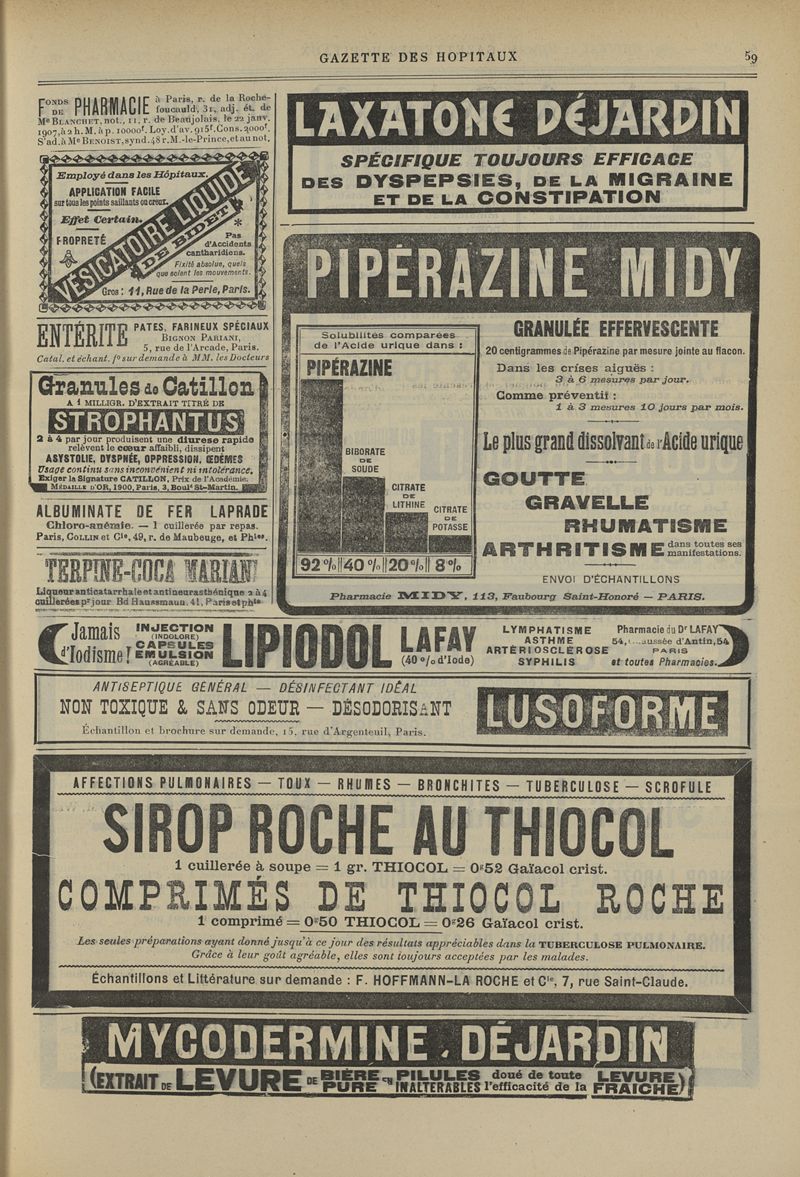 GAZETTE DES HOPITAUX
59
FONDS DE PHARMACIE à Paris, r. de la Roche-
foucauld, 31, adj. ét. de
Me BLANCHET, not., 11, r. de Beaujolais, le 22 janv.
1907, à 2 h. M. à p. 10000f. Loy. d'av. 915f. Cons. 2000f.
S'ad. à Me BENOIST, synd. 48 r. M.-le-Prince, et au not.
Employé dans les Hôpitaux.
APPLICATION FACILE
sur tous les points saillants ou creux.
Effet Certain.
PROPRETÉ
VÉSICATOIRE LIQUIDE
DE BIDET
Pas
d'Accidents
cantharidiens.
Fixité absolue, quels
que soient les mouvements.
Gros : 11, Rue de la Perle, Paris.
ENTÉRITE PATES, FARINEUX SPÉCIAUX
BIGNON PARIANI,
5, rue de l'Arcade, Paris.
Catal. et échant. fo sur demande à MM. les Docteurs
Granules de Catillon
A 1 MILLIGR. D'EXTRAIT TITRÉ DE
STROPHANTUS
2 à 4 par jour produisent une diurese rapide
relèvent le cœur affaibli, dissipent
ASYSTOLIE, DYSPNÉE, OPPRESSION, ŒDÈMES
Usage continu sans inconvénient ni intolérance.
Exiger la Signature CATILLON, Prix de l'Académie.
MÉDAILLE D'OR, 1900, Paris, 3, Bould St-Martin.
ALBUMINATE DE FER LAPRADE
Chloro-anémie. — 1 cuillerée par repas.
Paris, COLLIN et Cie, 49, r. de Maubeuge, et Phies.
TERPINE-COCA MARIANI
Liqueur anticatarrhale et antineurasthénique 2 à 4
cuillerées pr jour. Bd Haussmann. 41, Paris et phie
LAXATONE DÉJARDIN
SPÉCIFIQUE TOUJOURS EFFICACE
DES DYSPEPSIES, DE LA MIGRAINE
ET DE LA CONSTIPATION
PIPÉRAZINE MIDY
Solubilités comparées
de l'Acide urique dans :
PIPÉRAZINE
BIBORATE
DE
SOUDE
CITRATE
DE
LITHINE
CITRATE
DE
POTASSE
92 % 40 % 20 % 8 %
GRANULÉE EFFERVESCENTE
20 centigrammes de Pipérazine par mesure jointe au flacon.
Dans les crises aiguës :
3 à 6 mesures par jour.
Comme préventif :
1 à 3 mesures 10 jours par mois.
Le plus grand dissolvant de l'Acide urique
GOUTTE
GRAVELLE
RHUMATISME
ARTHRITISME dans toutes ses
manifestations.
ENVOI D'ÉCHANTILLONS
Pharmacie MIDY, 113, Faubourg Saint-Honoré — PARIS.
Jamais
d'Iodisme !
INJECTION
(INDOLORE)
CAPSULES
EMULSION
(AGRÉABLE)
LIPIODOL LAFAY
(40 % d'Iode)
LYMPHATISME
ASTHME
ARTÉRIOSCLÉROSE
SYPHILIS
Pharmacie du Dr LAFAY
54, aussée d'Antin, 54
PARIS
et toutes Pharmacies.
ANTISEPTIQUE GÉNÉRAL — DÉSINFECTANT IDÉAL
NON TOXIQUE & SANS ODEUR — DÉSODORISANT
Échantillon et brochure sur demande, 15, rue d'Argenteuil, Paris.
LUSOFORME
AFFECTIONS PULMONAIRES — TOUX — RHUMES — BRONCHITES — TUBERCULOSE — SCROFULE
SIROP ROCHE AU THIOCOL
1 cuillerée à soupe = 1 gr. THIOCOL = 0g52 Gaïacol crist.
COMPRIMÉS DE THIOCOL ROCHE
1 comprimé = 0g50 THIOCOL = 0g26 Gaïacol crist.
Les seules préparations ayant donné jusqu'à ce jour des résultats appréciables dans la TUBERCULOSE PULMONAIRE.
Grâce à leur goût agréable, elles sont toujours acceptées par les malades.
Échantillons et Littérature sur demande : F. HOFFMANN-LA ROCHE et Cie, 7, rue Saint-Claude.
MYCODERMINE DÉJARDIN
(EXTRAIT DE LEVURE DE BIÈRE PURE EN PILULES INALTÉRABLES doué de toute l'efficacité de la LEVURE FRAICHE)